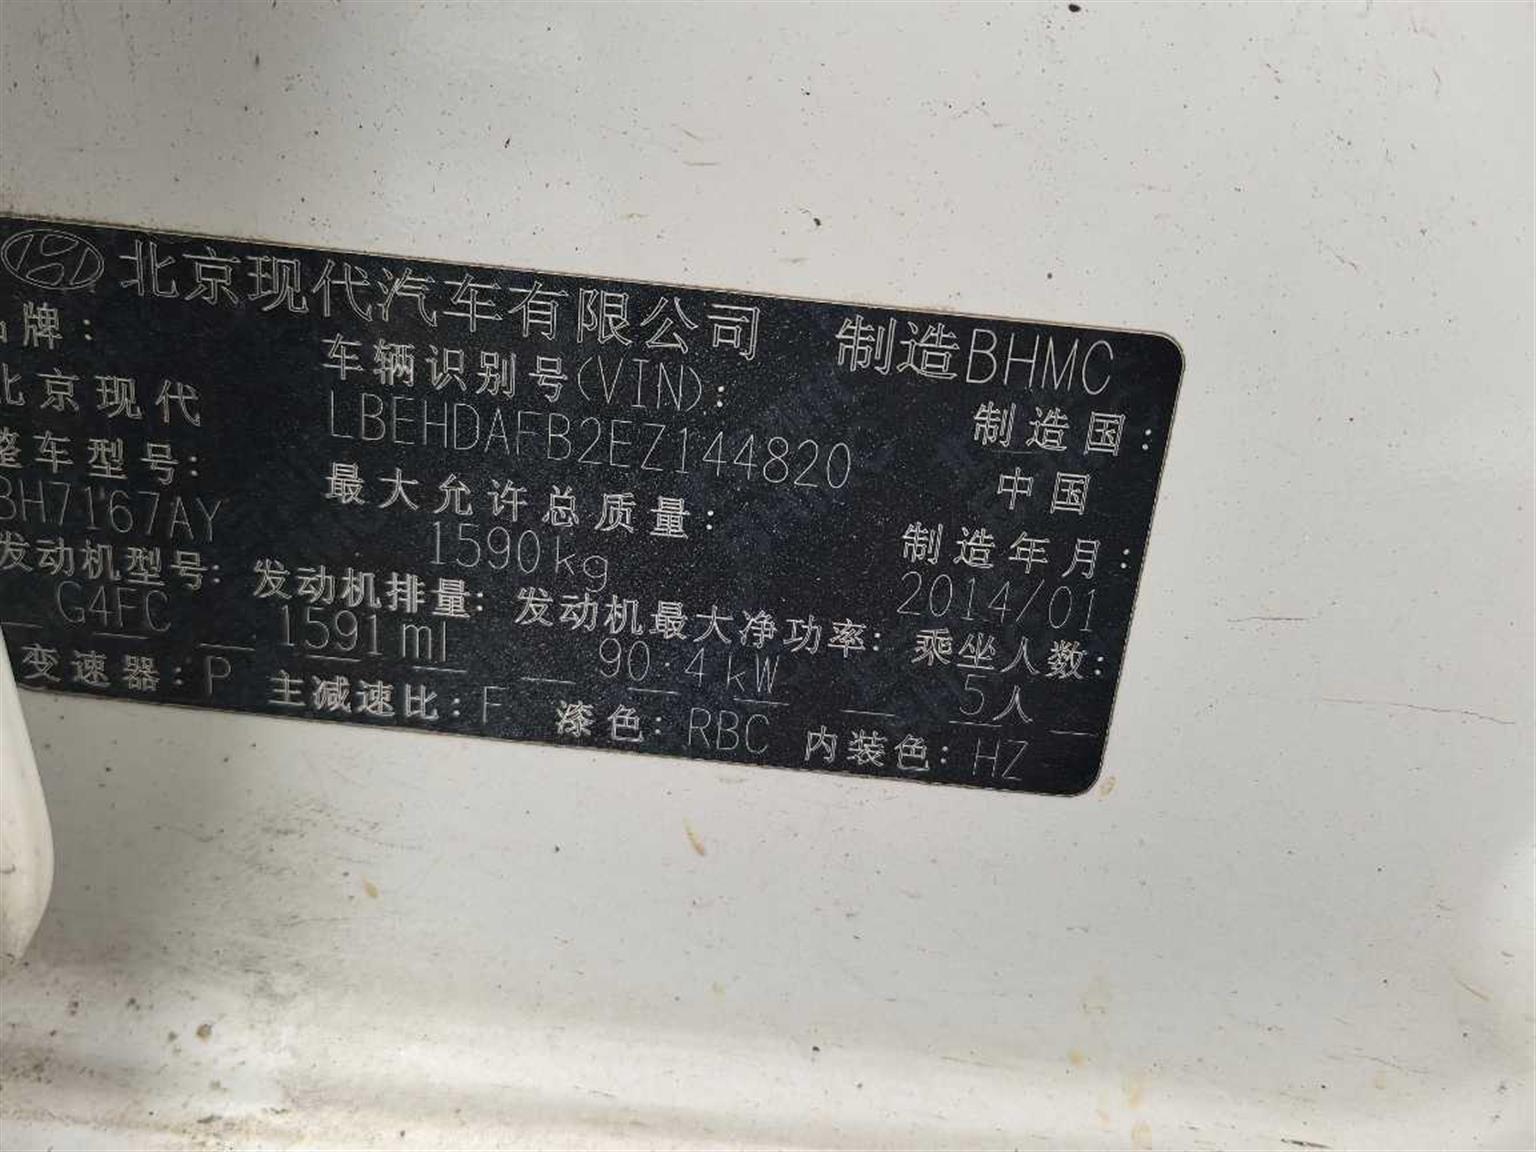 北京现代汽车有限公司 制造BHMC
品牌: 车辆识别号(VIN): 制造国:
北京现代 LBEHDAFB2EZ144820 中国
整车型号: 最大允许总质量: 制造年月:
BH7167AY 1590kg 2014/01
发动机型号: 发动机排量: 发动机最大净功率: 乘坐人数:
G4FC 1591ml 90.4kW 5人
变速器:P 主减速比:F 漆色:RBC 内装色:HZ